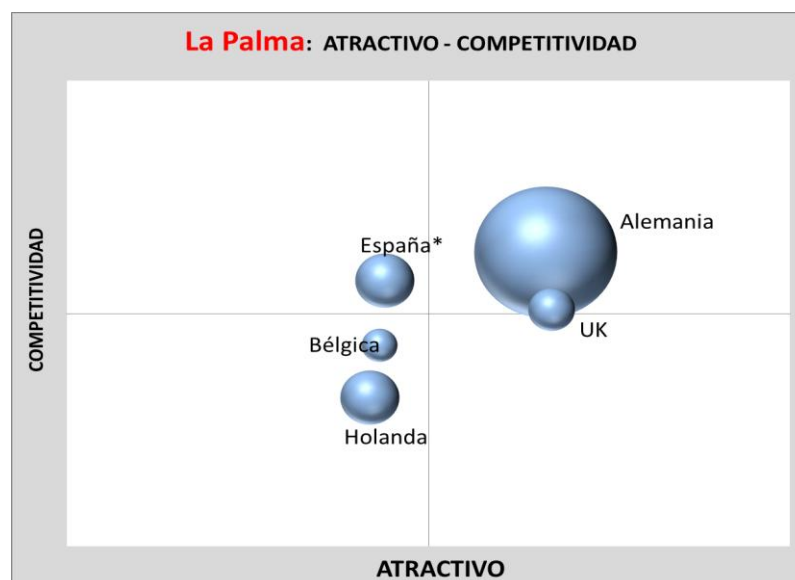 La Palma: ATRACTIVO - COMPETITIVIDAD
COMPETITIVIDAD
Alemania
España*
UK
Bélgica
Holanda
ATRACTIVO